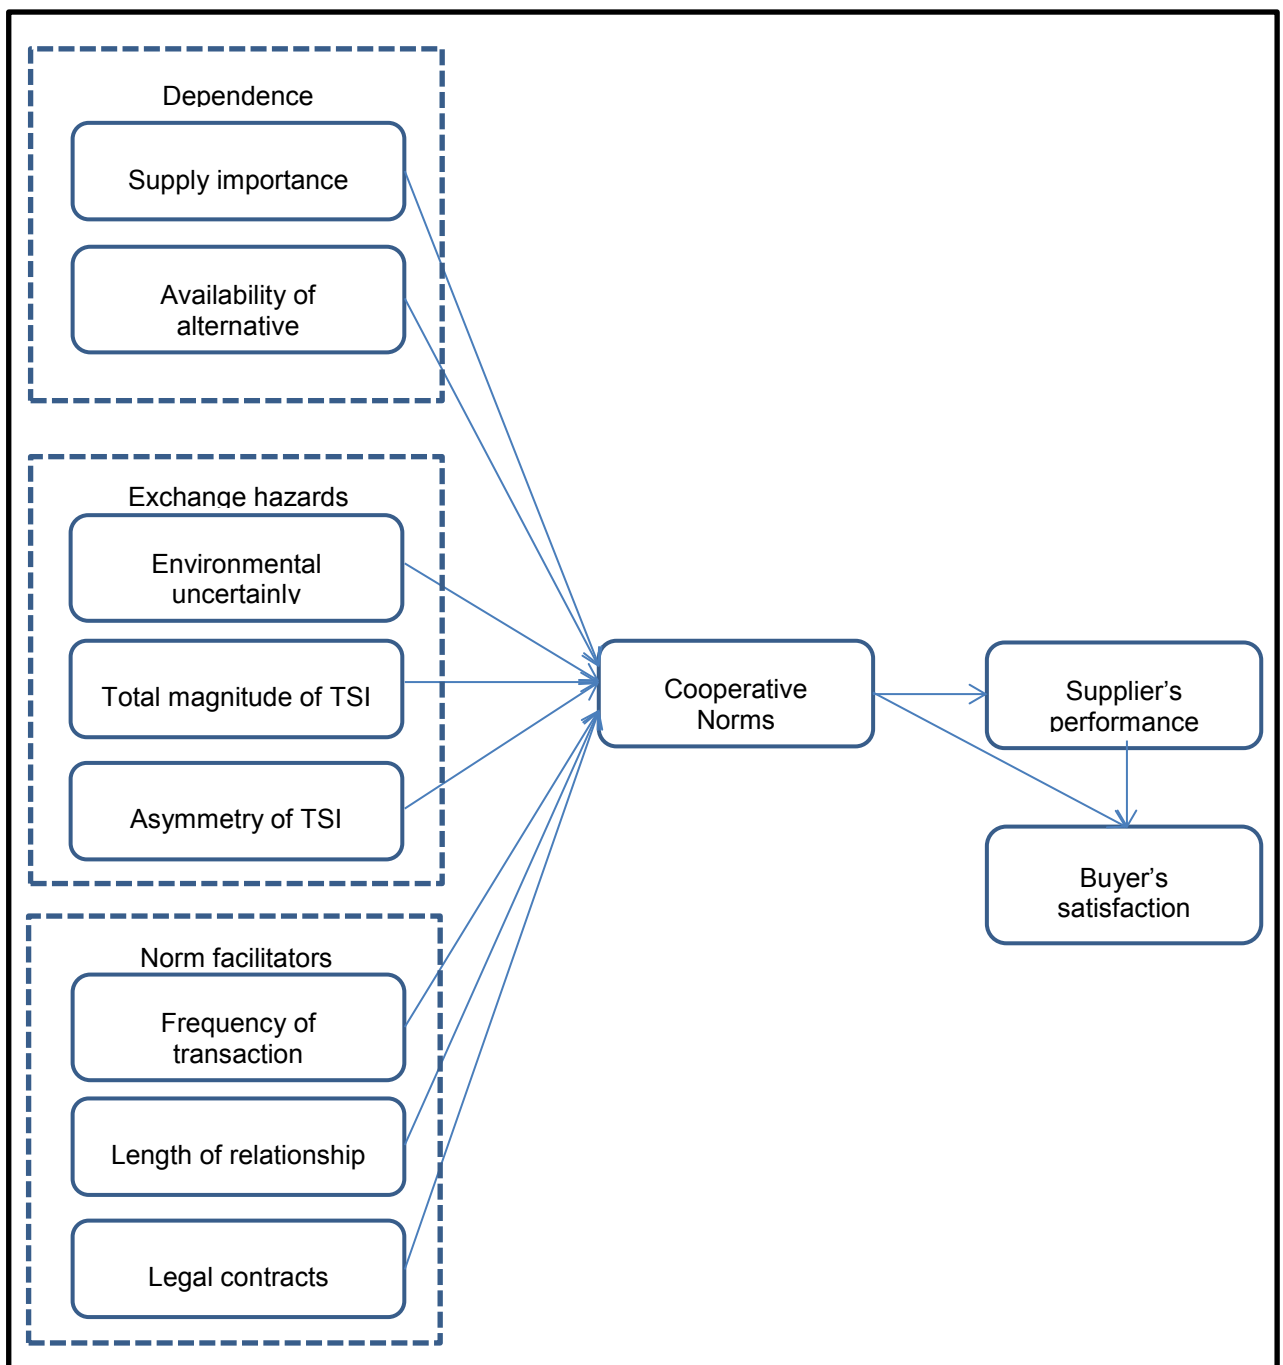 Dependence
Supply importance
Availability of
alternative
Exchange hazards
Environmental
uncertainly
Total magnitude of TSI
Asymmetry of TSI
Norm facilitators
Frequency of
transaction
Length of relationship
Legal contracts
Cooperative
Norms
Supplier’s
performance
Buyer’s
satisfaction